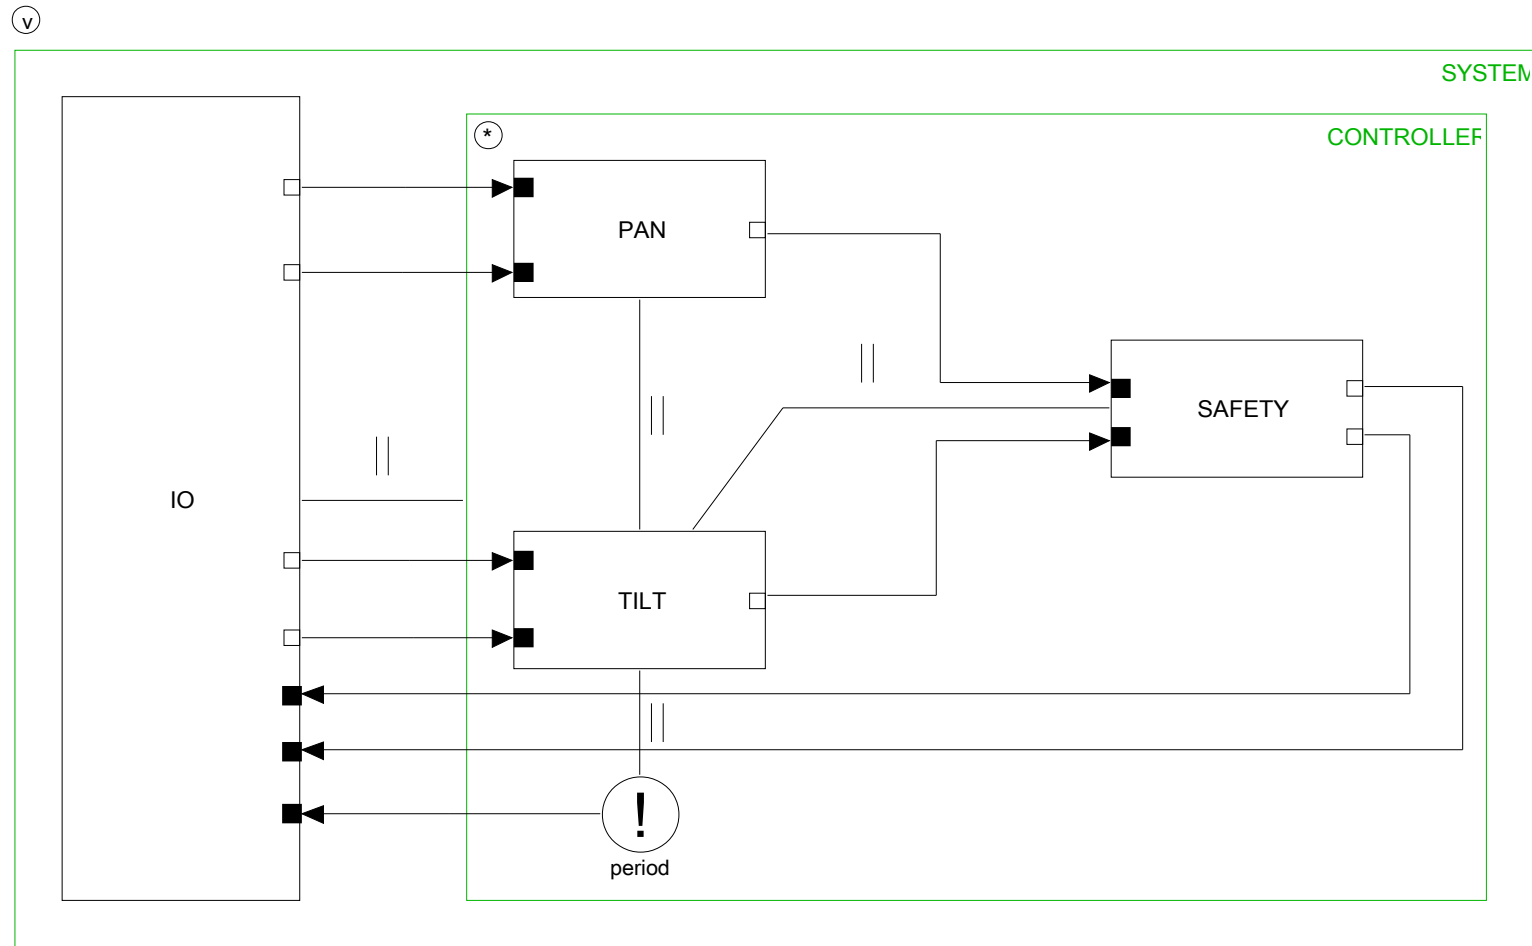 v
SYSTEM
*
CONTROLLER
PAN
||
SAFETY
||
||
IO
TILT
||
!
period